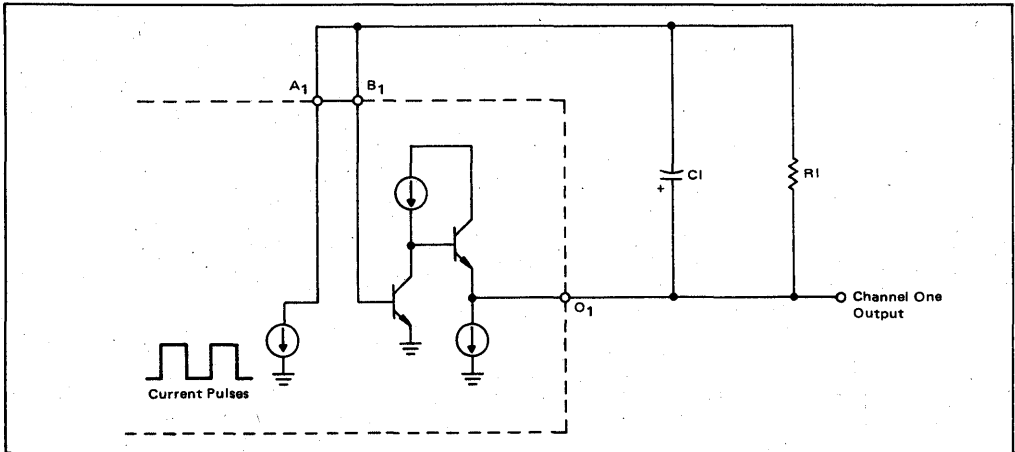 A1
B1
C1
+
R1
O1
Channel One
Output
Current Pulses